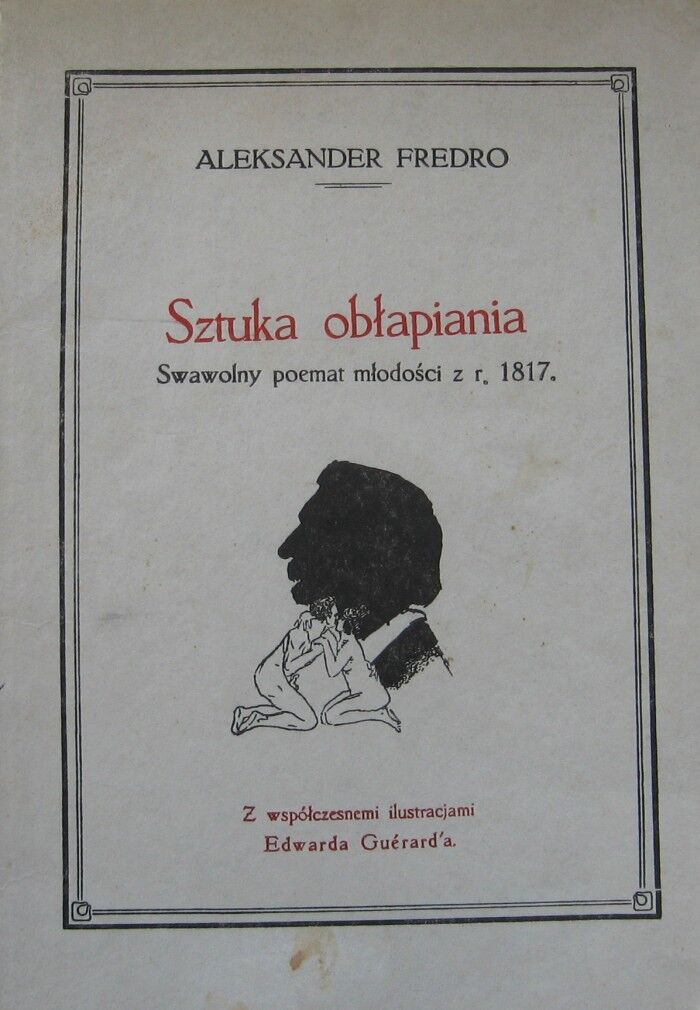 ALEKSANDER FREDRO
Sztuka obłapiania
Swawolny poemat młodości z r. 1817.
Z współczesnemi ilustracjami
Edwarda Guérard'a.